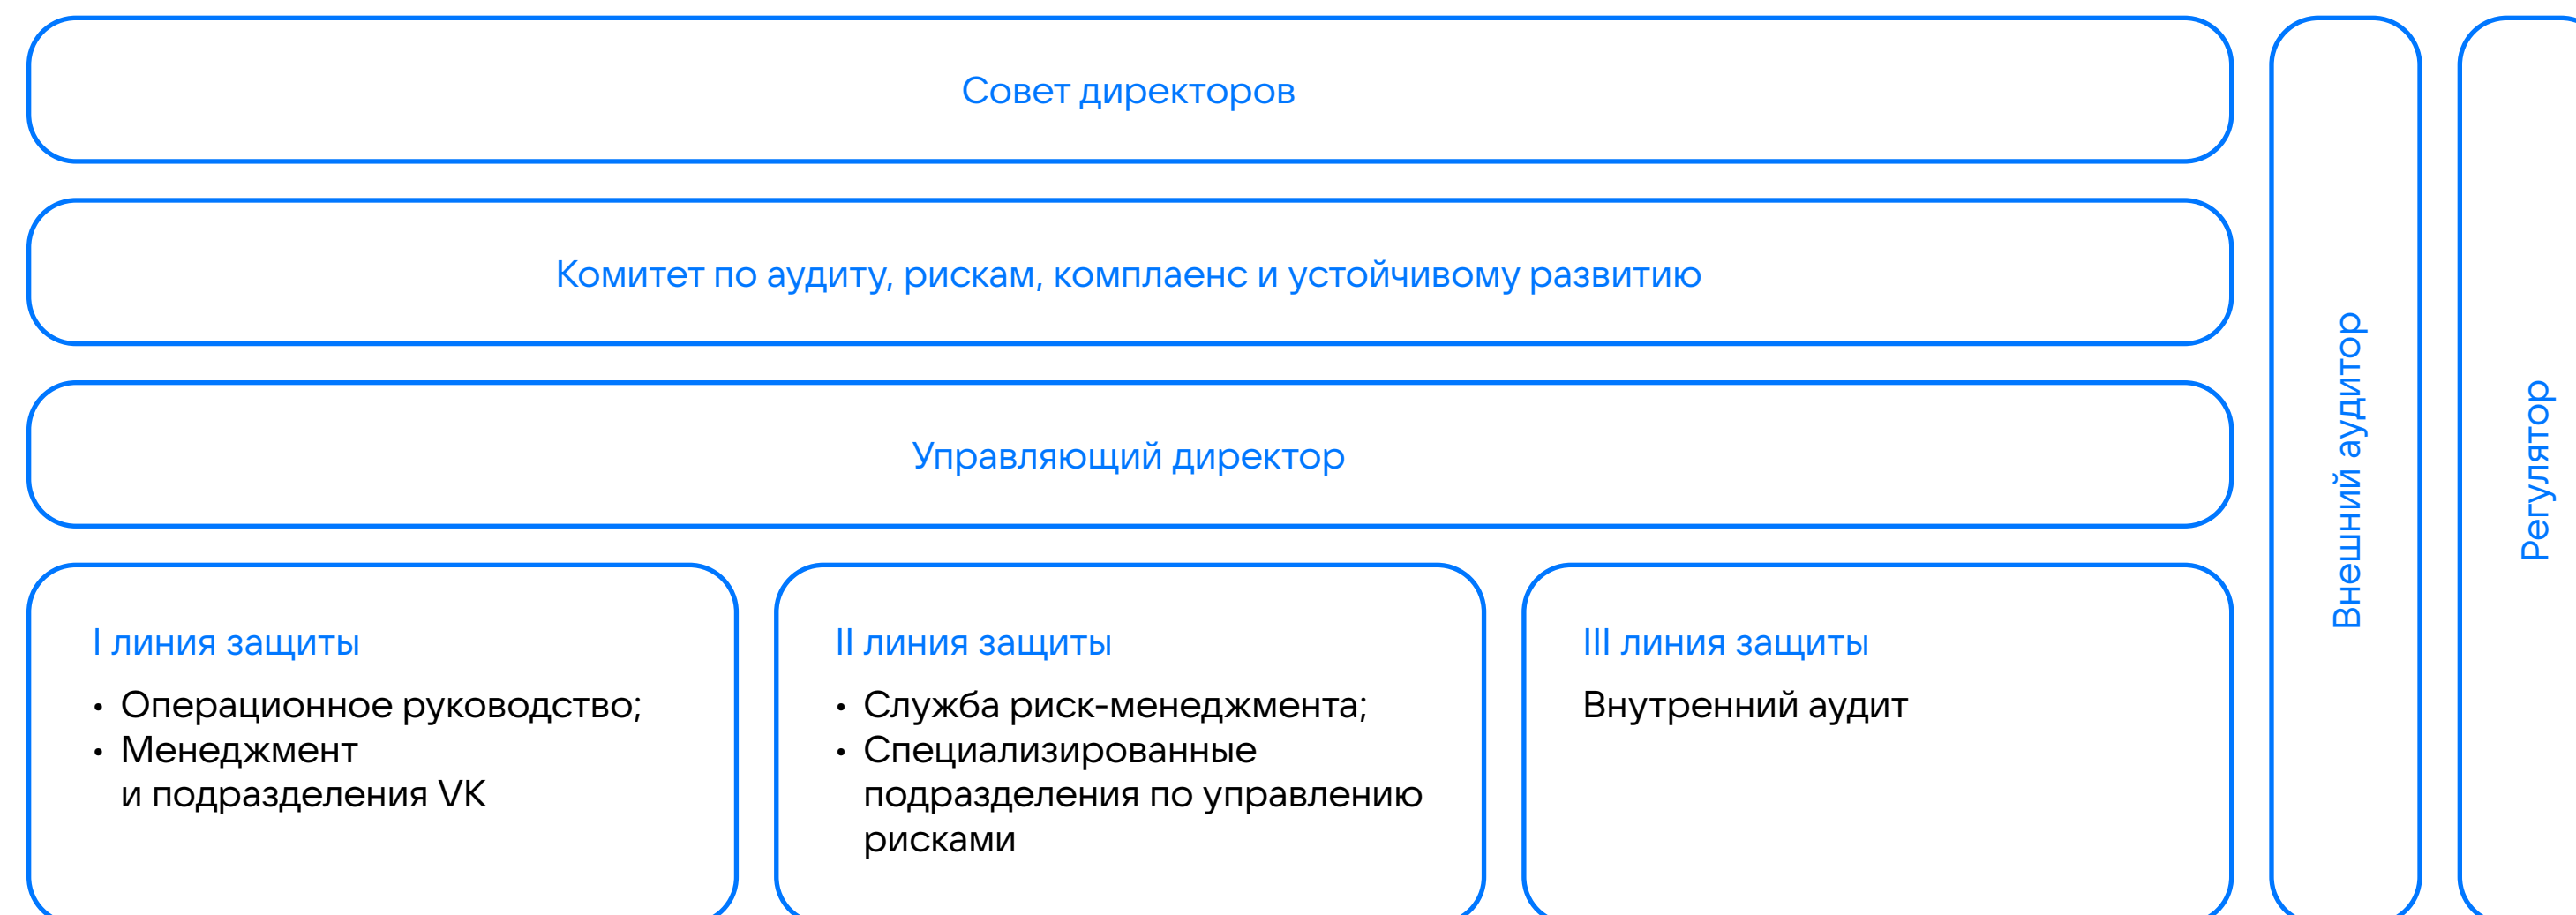 Совет директоров
Комитет по аудиту, рискам, комплаенс и устойчивому развитию
Управляющий директор
I линия защиты
• Операционное руководство;
• Менеджмент
и подразделения VK
II линия защиты
• Служба риск-менеджмента;
• Специализированные
подразделения по управлению
рисками
III линия защиты
Внутренний аудит
Внешний аудитор
Регулятор